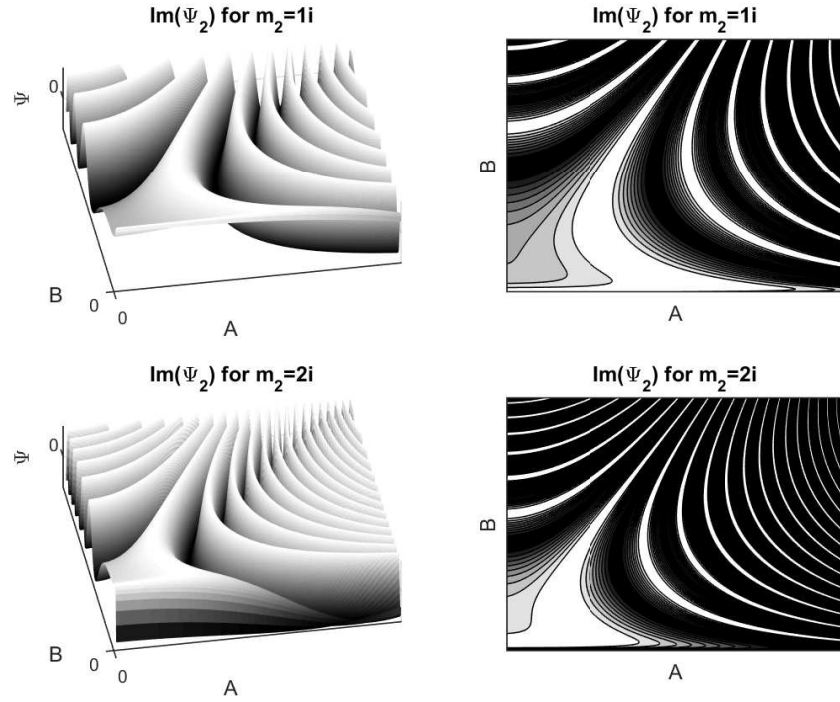 Im(Ψ₂) for m₂=1i
Im(Ψ₂) for m₂=1i
0
Ψ
B
B
0
0
A
A
Im(Ψ₂) for m₂=2i
Im(Ψ₂) for m₂=2i
0
Ψ
B
B
0
0
A
A